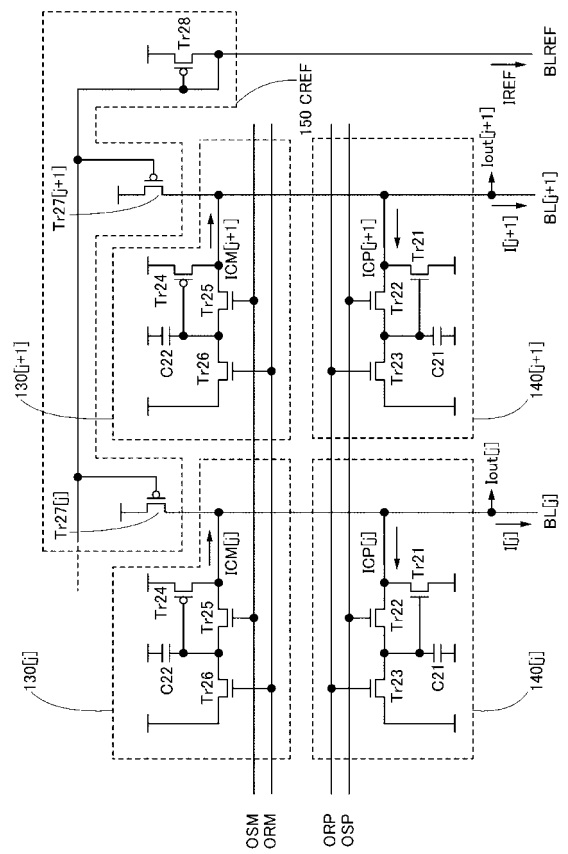 Tr28
150 CREF
IREF
BLREF
Tr27[j+1]
130[j+1]
Tr24
C22
Tr25
Tr26
ICM[j+1]
ICP[j+1]
Tr21
Tr22
Tr23
C21
140[j+1]
Iout[j+1]
I[j+1]
BL[j+1]
Tr27[j]
130[j]
Tr24
C22
Tr25
Tr26
ICM[j]
ICP[j]
Tr21
Tr22
Tr23
C21
140[j]
Iout[j]
I[j]
BL[j]
OSM
ORM
ORP
OSP